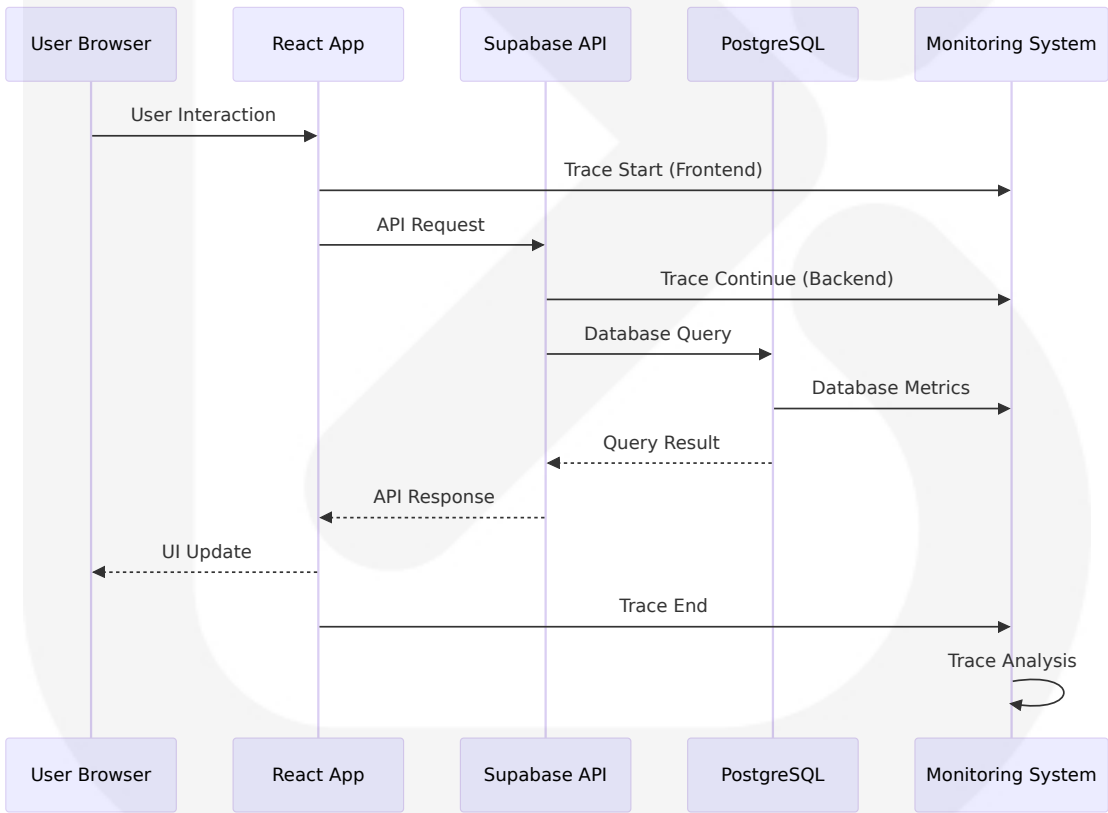 User Browser
React App
Supabase API
PostgreSQL
Monitoring System
User Interaction
Trace Start (Frontend)
API Request
Trace Continue (Backend)
Database Query
Database Metrics
Query Result
API Response
UI Update
Trace End
Trace Analysis
User Browser
React App
Supabase API
PostgreSQL
Monitoring System